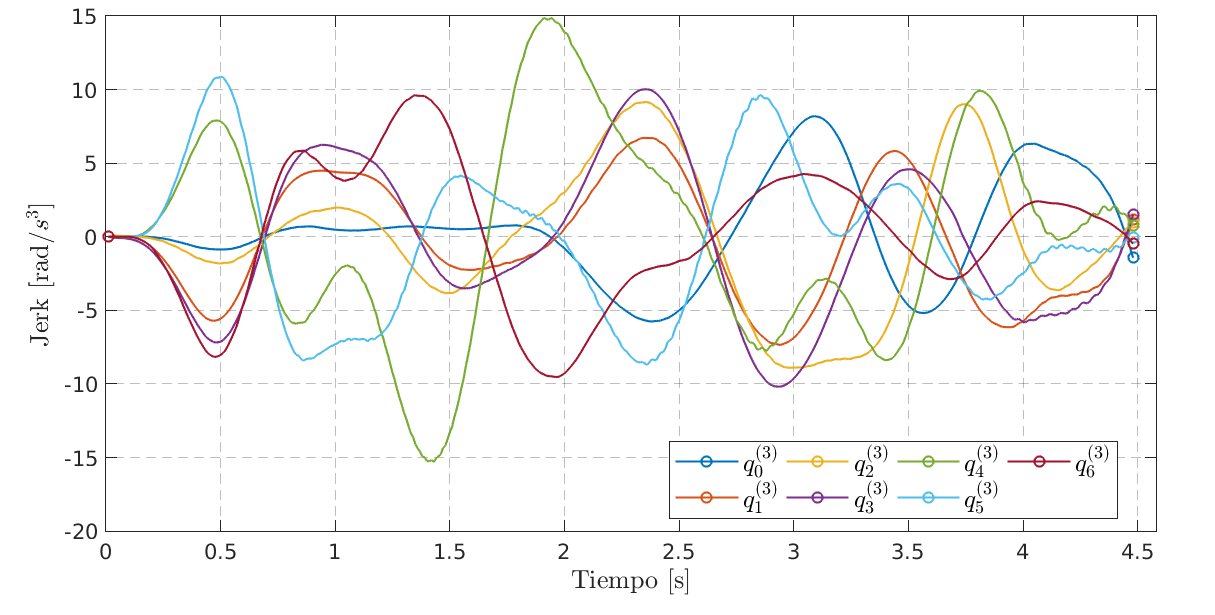 15
10
5
0
-5
-10
-15
-20
Jerk [rad/s³]
0 0.5 1 1.5 2 2.5 3 3.5 4 4.5
Tiempo [s]
q₀⁽³⁾ q₂⁽³⁾ q₄⁽³⁾ q₆⁽³⁾
q₁⁽³⁾ q₃⁽³⁾ q₅⁽³⁾